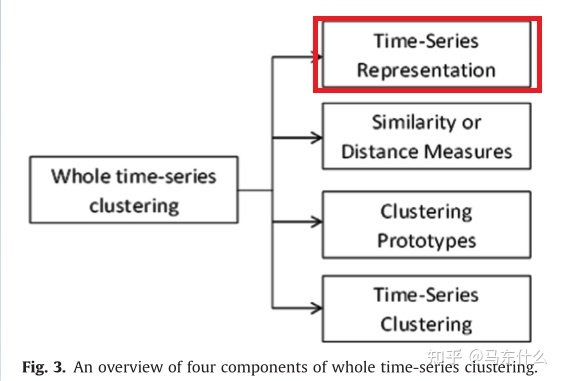 Time-Series
Representation
Similarity or
Distance Measures
Whole time-series
clustering
Clustering
Prototypes
Time-Series
Clustering
知乎 @马东什么
Fig. 3. An overview of four components of whole time-series clustering.